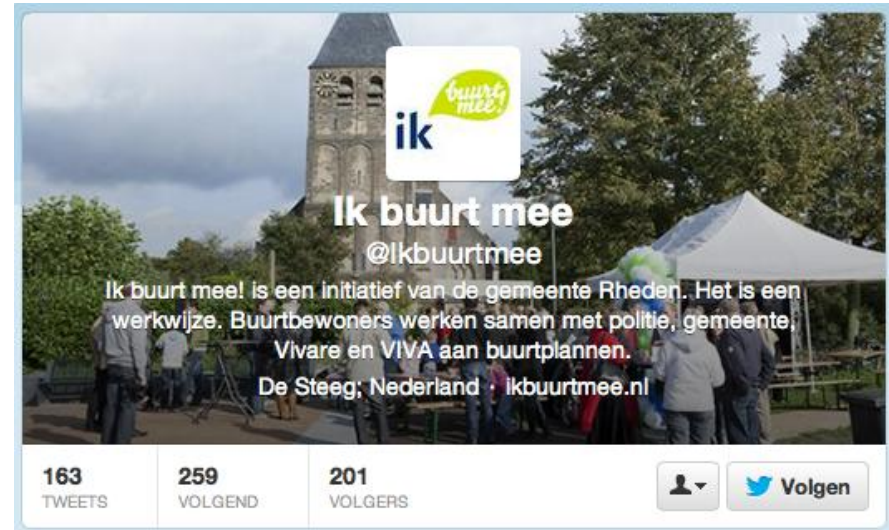 buurt
mee!
ik
Ik buurt mee
@Ikbuurtmee
Ik buurt mee! is een initiatief van de gemeente Rheden. Het is een
werkwijze. Buurtbewoners werken samen met politie, gemeente,
Vivare en VIVA aan buurtplannen.
De Steeg; Nederland · ikbuurtmee.nl
163 259 201
TWEETS VOLGEND VOLGERS
Volgen